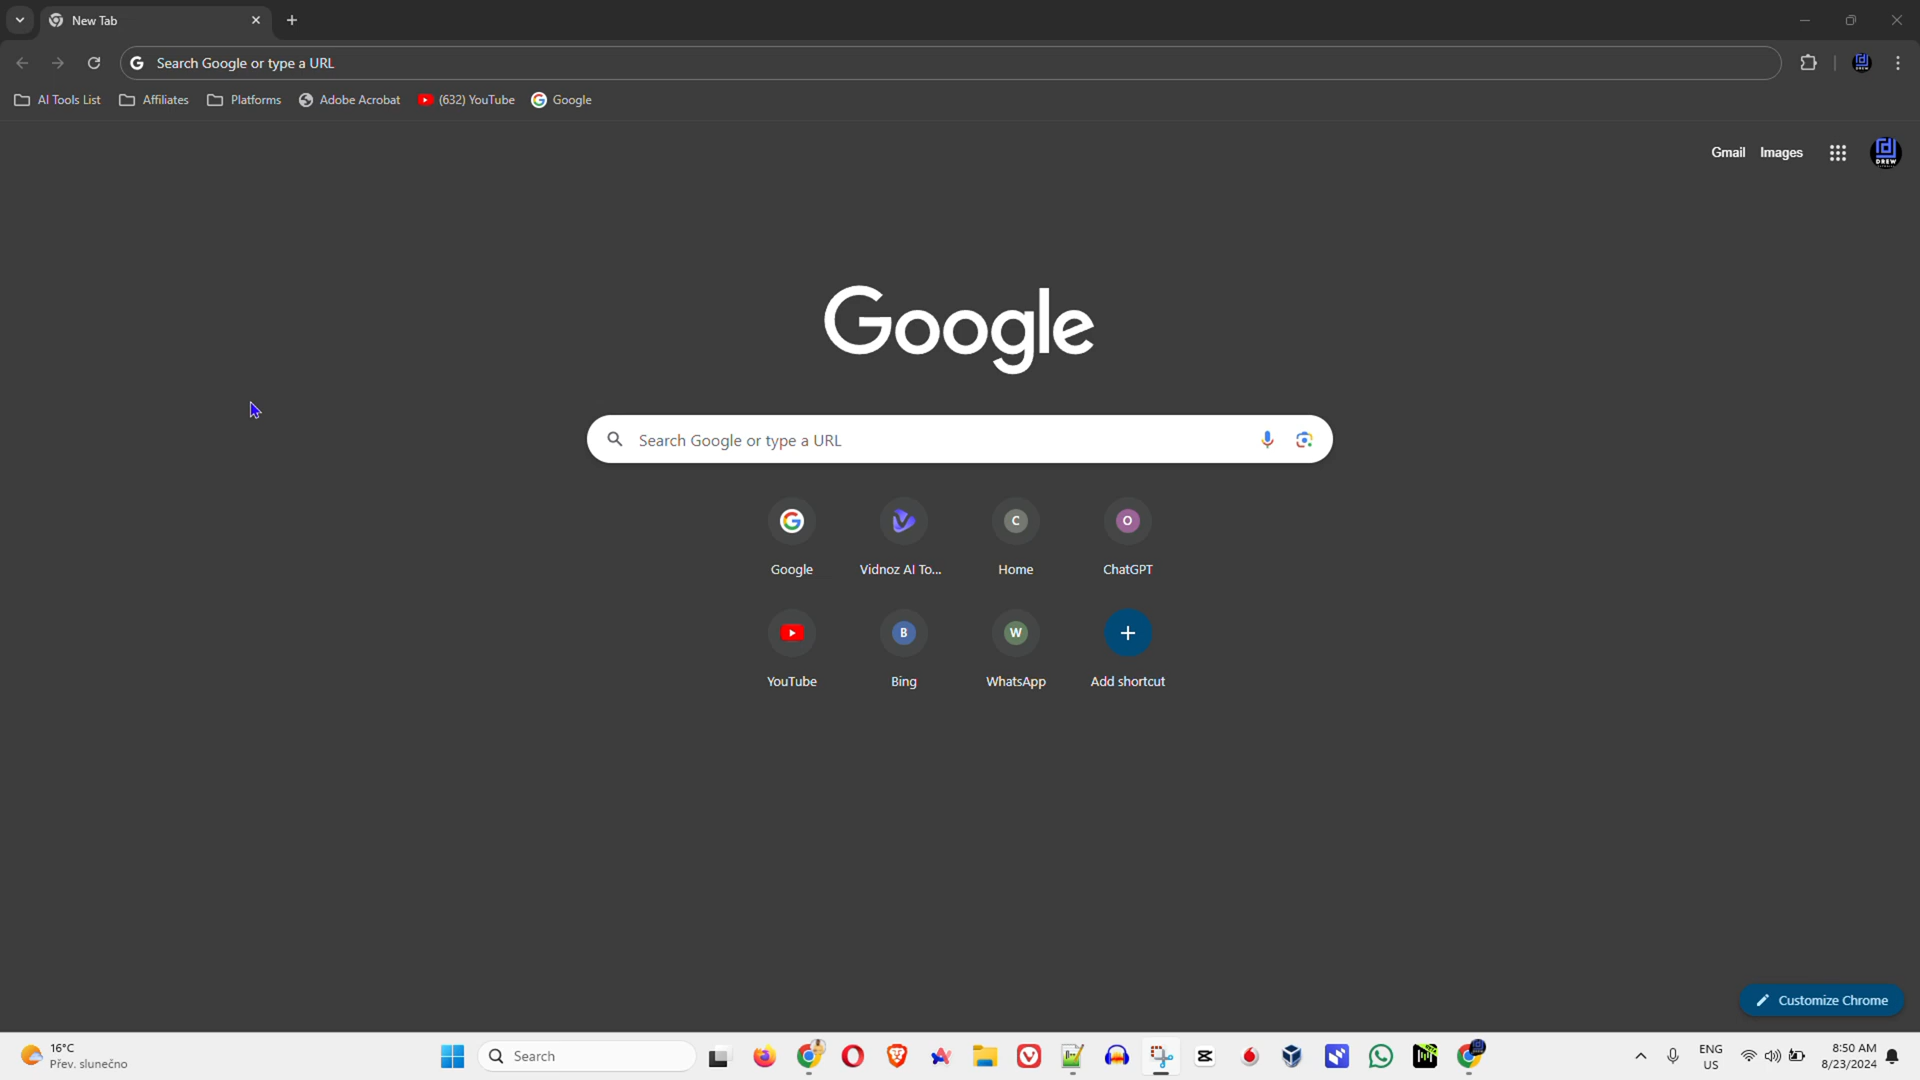 New Tab
Search Google or type a URL
AI Tools List
Affiliates
Platforms
Adobe Acrobat
(632) YouTube
Google
Gmail
Images
DREW
Google
Search Google or type a URL
C
O
Google
Vidnoz AI To...
Home
ChatGPT
B
W
YouTube
Bing
WhatsApp
Add shortcut
Customize Chrome
16°C
Přev. slunečno
Search
ENG
US
8:50 AM
8/23/2024